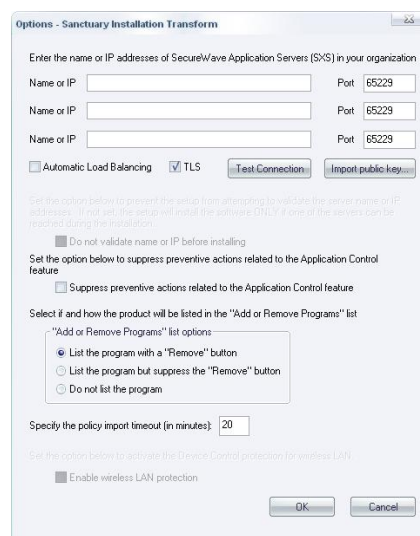 Options - Sanctuary Installation Transform
Enter the name or IP addresses of SecureWave Application Servers (SXS) in your organization
Name or IP Port 65229
Name or IP Port 65229
Name or IP Port 65229
Automatic Load Balancing TLS Test Connection Import public key...
Set the option below to prevent the setup from attempting to validate the server name or IP
addresses. If not set, the setup will install the software ONLY if one of the servers can be
reached during the installation.
Do not validate name or IP before installing
Set the option below to suppress preventive actions related to the Application Control
feature
Suppress preventive actions related to the Application Control feature
Select if and how the product will be listed in the "Add or Remove Programs" list
"Add or Remove Programs" list options
List the program with a "Remove" button
List the program but suppress the "Remove" button
Do not list the program
Specify the policy import timeout (in minutes): 20
Set the option below to activate the Device Control protection for wireless LAN.
Enable wireless LAN protection
OK Cancel